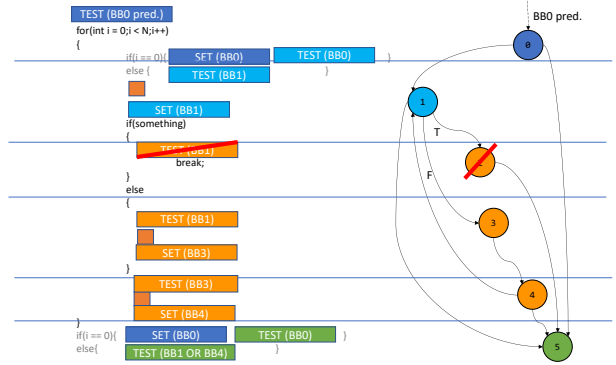 TEST (BB0 pred.)
for(int i = 0;i < N;i++)
{
if(i == 0){ SET (BB0) TEST (BB0) }
else { TEST (BB1) }
SET (BB1)
if(something)
{
TEST (BB1)
break;
}
else
{
TEST (BB1)
SET (BB3)
}
TEST (BB3)
SET (BB4)
}
if(i == 0){ SET (BB0) TEST (BB0) }
else{ TEST (BB1 OR BB4) }
BB0 pred.
0
1
T
F
3
4
5